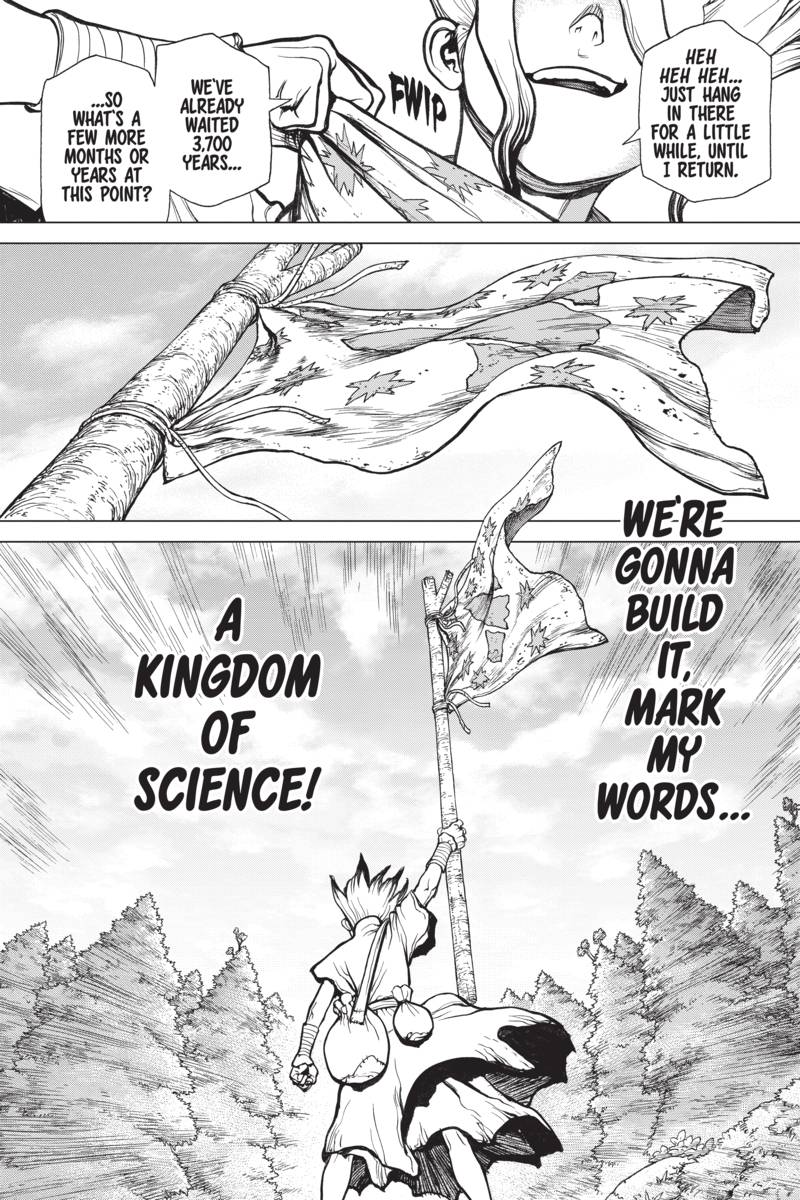 HEH
HEH HEH...
JUST HANG
IN THERE
FOR A LITTLE
WHILE, UNTIL
I RETURN.
FWIP
WE'VE
ALREADY
WAITED
3,700
YEARS...
...SO
WHAT'S A
FEW MORE
MONTHS OR
YEARS AT
THIS POINT?
WE'RE
GONNA
BUILD
IT,
MARK
MY
WORDS...
A
KINGDOM
OF
SCIENCE!